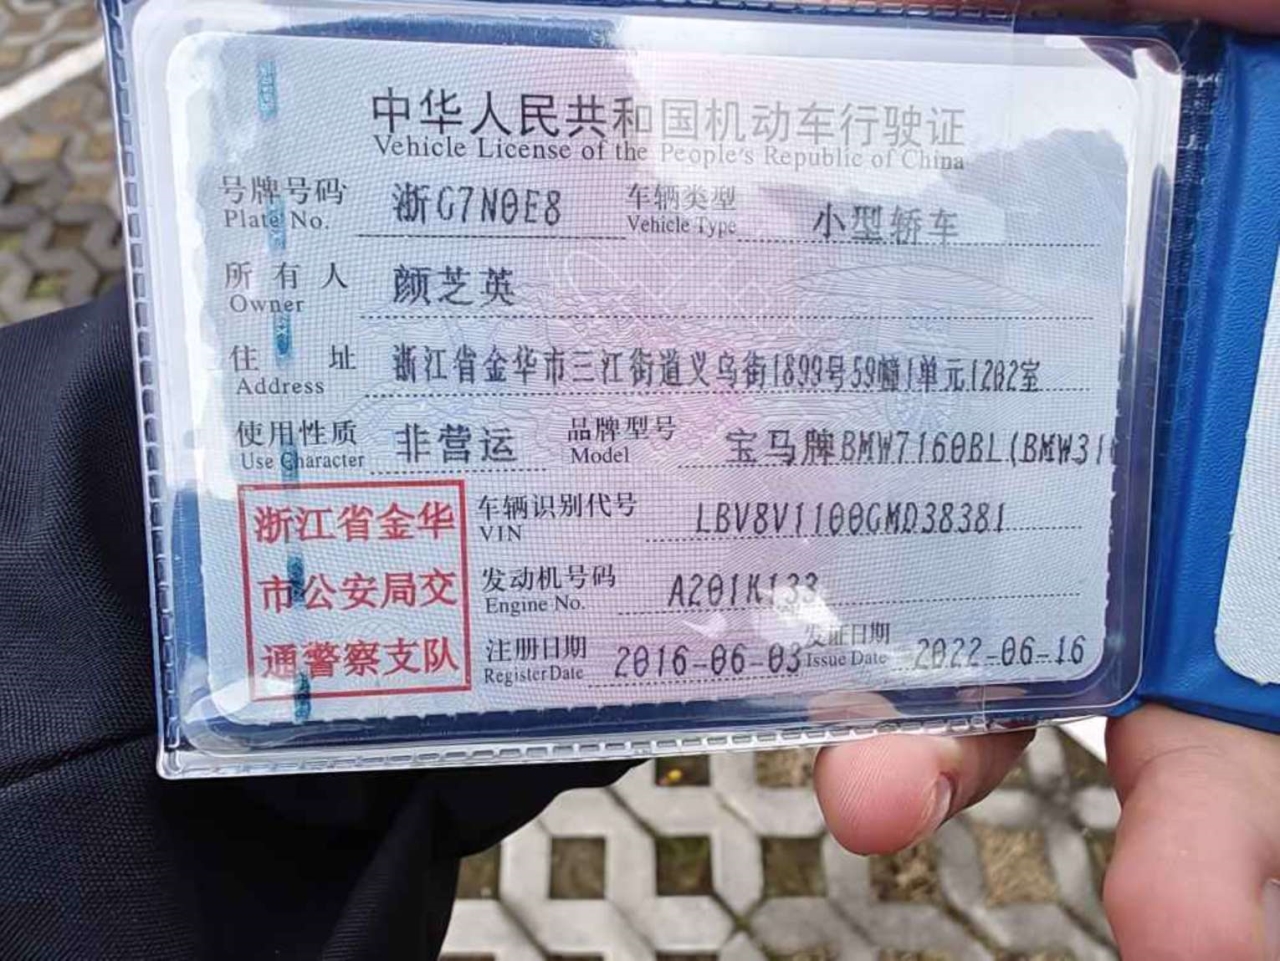 中华人民共和国机动车行驶证
Vehicle License of the People's Republic of China
号牌号码 浙G7N0E8 车辆类型 小型轿车
Plate No. Vehicle Type
所有人 颜芝英
Owner
住址 浙江省金华市三江街道义乌街1899号59幢1单元1202室
Address
使用性质 非营运 品牌型号 宝马牌BMW7160BL(BMW31
Use Character Model
浙江省金华
市公安局交
通警察支队
车辆识别代号 LBV8V1100GMD38381
VIN
发动机号码 A201K133
Engine No.
注册日期 2016-06-03 发证日期 2022-06-16
Register Date Issue Date